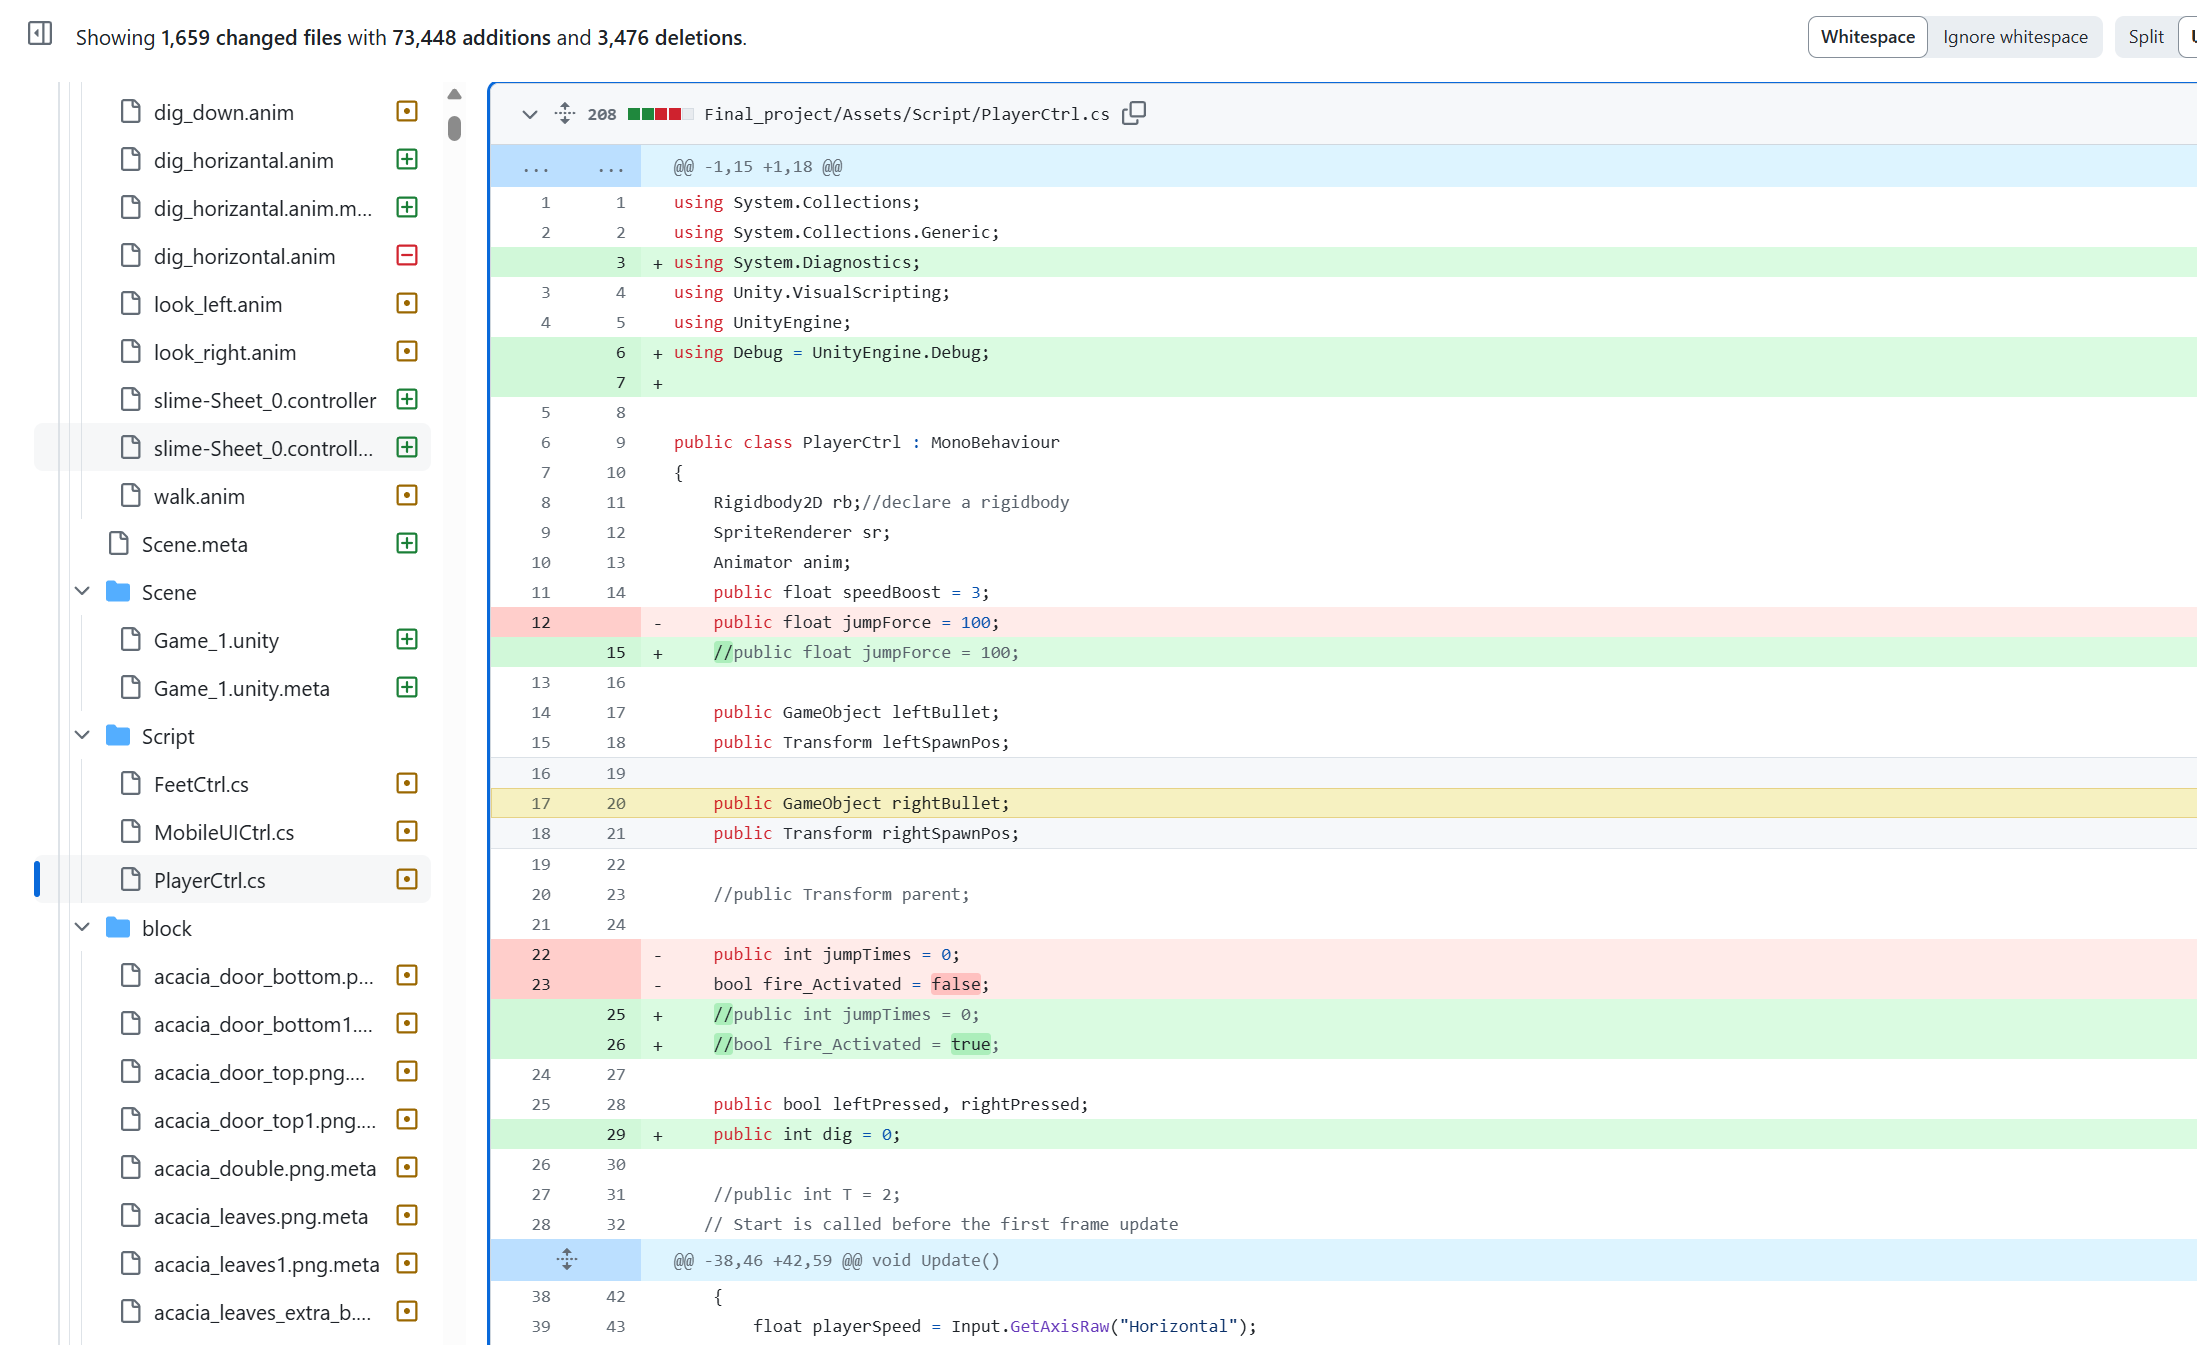 Showing 1,659 changed files with 73,448 additions and 3,476 deletions.
Whitespace
Ignore whitespace
Split
dig_down.anim
dig_horizantal.anim
dig_horizantal.anim.m...
dig_horizontal.anim
look_left.anim
look_right.anim
slime-Sheet_0.controller
slime-Sheet_0.controll...
walk.anim
Scene.meta
Scene
Game_1.unity
Game_1.unity.meta
Script
FeetCtrl.cs
MobileUICtrl.cs
PlayerCtrl.cs
block
acacia_door_bottom.p...
acacia_door_bottom1....
acacia_door_top.png....
acacia_door_top1.png....
acacia_double.png.meta
acacia_leaves.png.meta
acacia_leaves1.png.meta
acacia_leaves_extra_b....
208 Final_project/Assets/Script/PlayerCtrl.cs
... ... @@ -1,15 +1,18 @@
1 1 using System.Collections;
2 2 using System.Collections.Generic;
3 + using System.Diagnostics;
3 4 using Unity.VisualScripting;
4 5 using UnityEngine;
6 + using Debug = UnityEngine.Debug;
7 +
5 8
6 9 public class PlayerCtrl : MonoBehaviour
7 10 {
8 11 Rigidbody2D rb;//declare a rigidbody
9 12 SpriteRenderer sr;
10 13 Animator anim;
11 14 public float speedBoost = 3;
12 - public float jumpForce = 100;
15 + //public float jumpForce = 100;
13 16
14 17 public GameObject leftBullet;
15 18 public Transform leftSpawnPos;
16 19
17 20 public GameObject rightBullet;
18 21 public Transform rightSpawnPos;
19 22
20 23 //public Transform parent;
21 24
22 - public int jumpTimes = 0;
23 - bool fire_Activated = false;
25 + //public int jumpTimes = 0;
26 + //bool fire_Activated = true;
24 27
25 28 public bool leftPressed, rightPressed;
29 + public int dig = 0;
26 30
27 31 //public int T = 2;
28 32 // Start is called before the first frame update
@@ -38,46 +42,59 @@ void Update()
38 42 {
39 43 float playerSpeed = Input.GetAxisRaw("Horizontal");